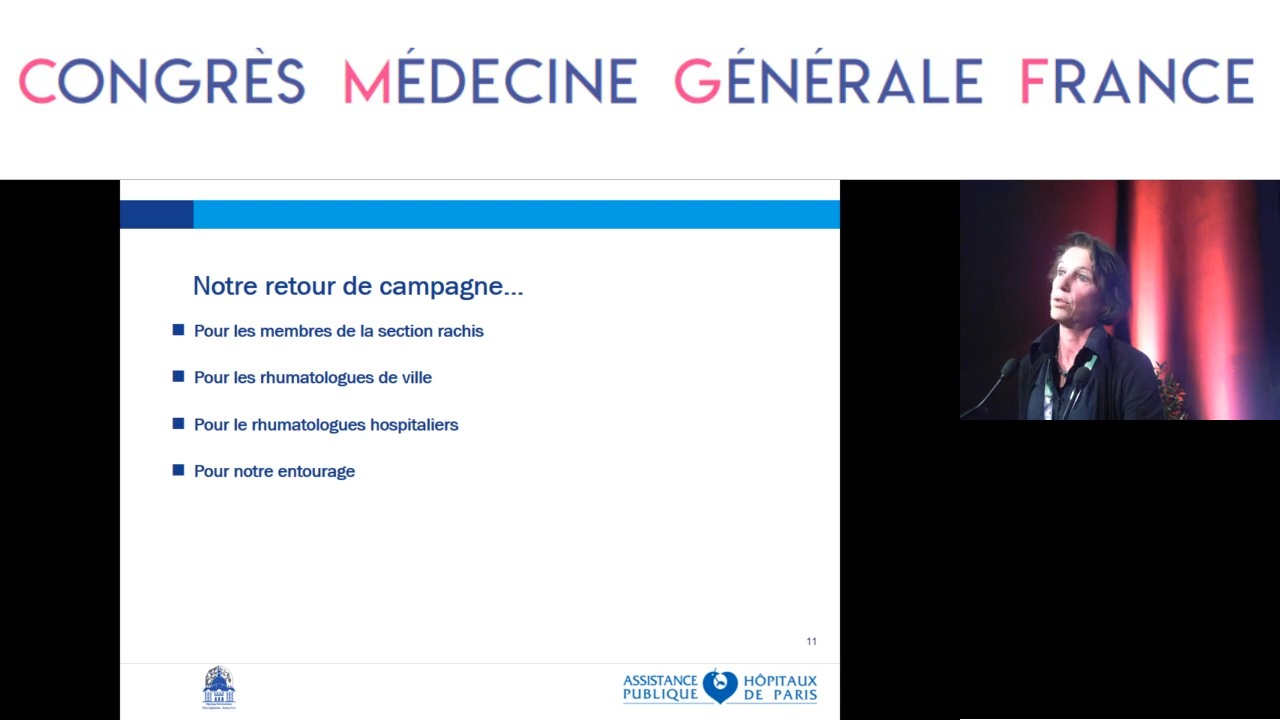 CONGRÈS MÉDECINE GÉNÉRALE FRANCE
Notre retour de campagne...
Pour les membres de la section rachis
Pour les rhumatologues de ville
Pour le rhumatologues hospitaliers
Pour notre entourage
11
ASSISTANCE PUBLIQUE
HÔPITAUX DE PARIS